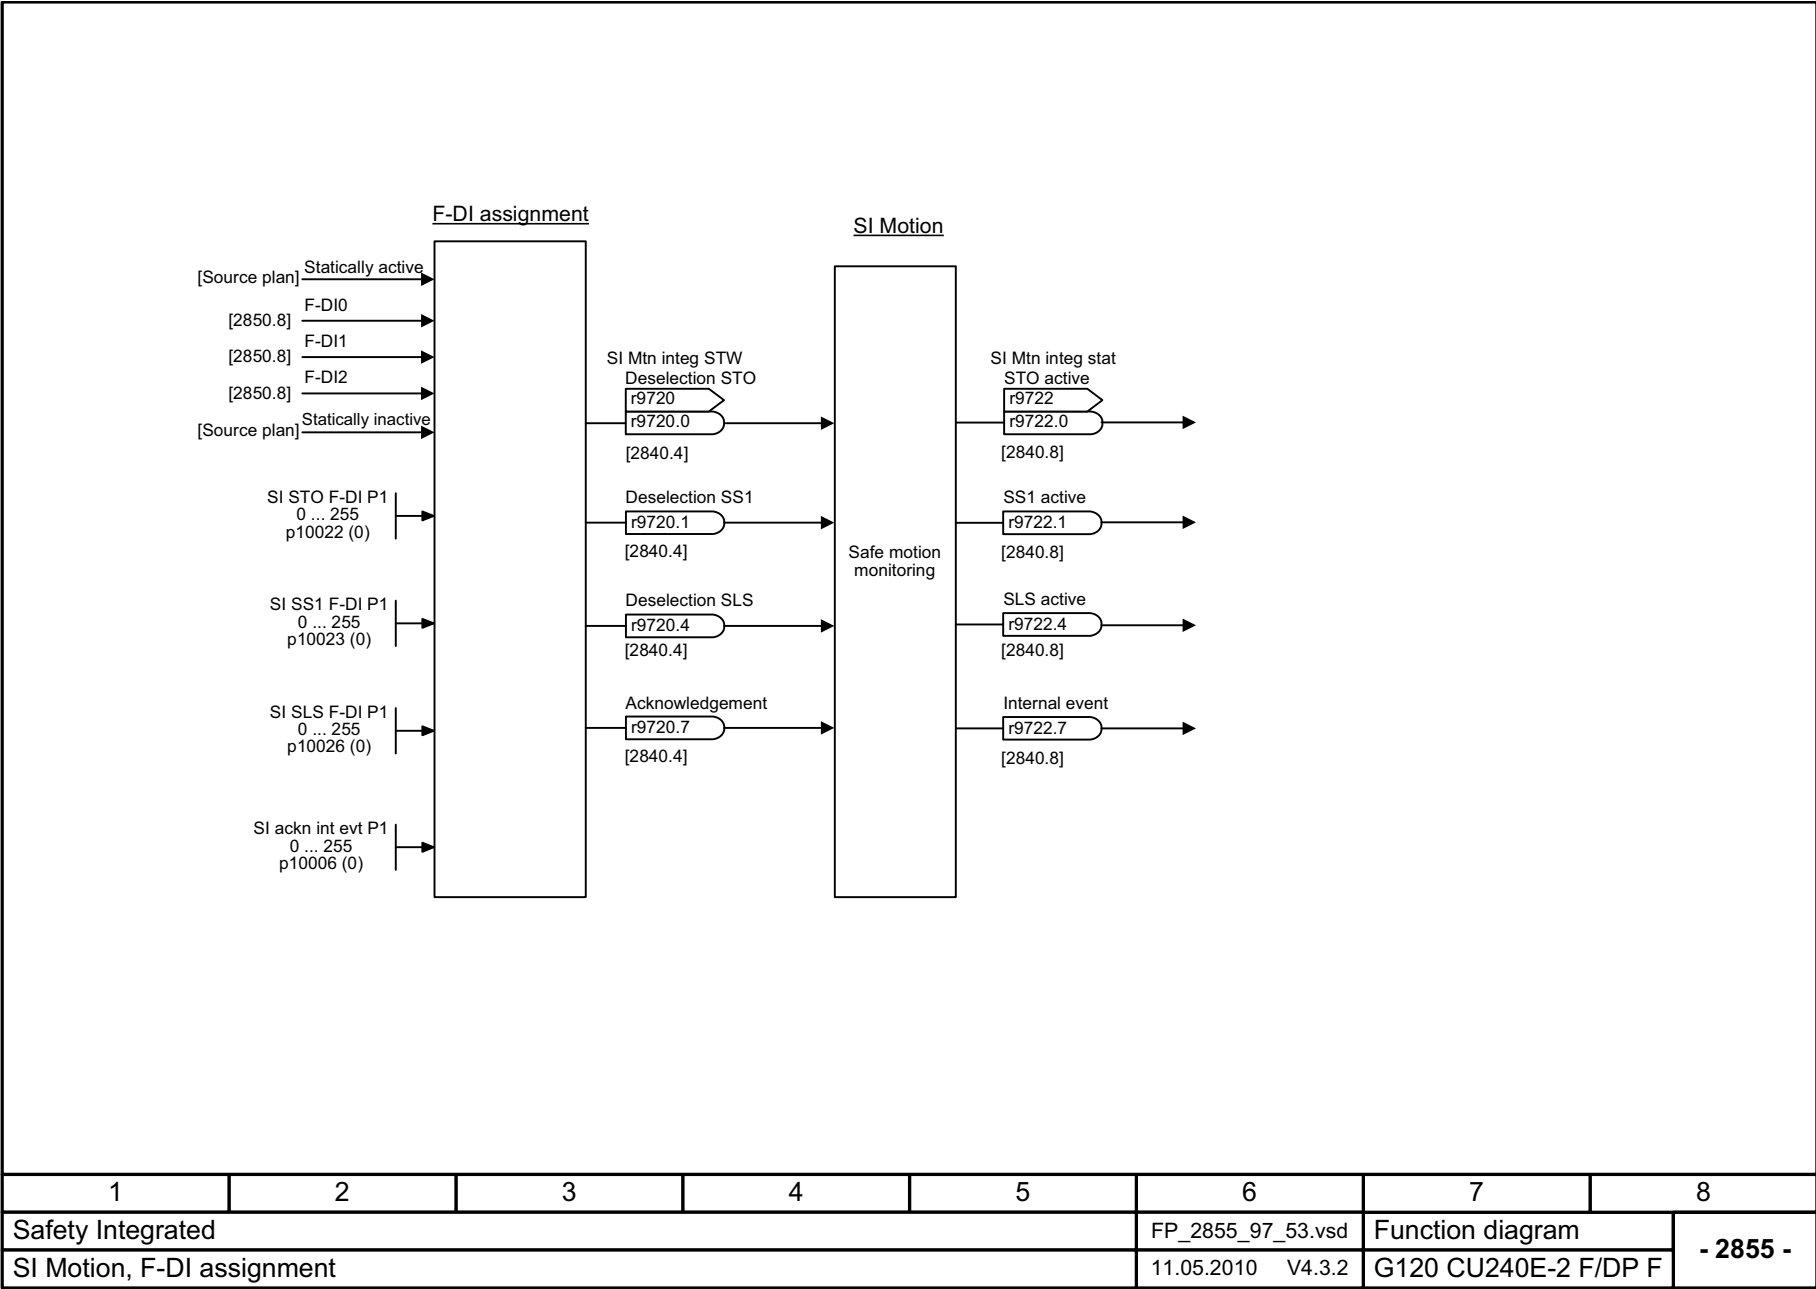 F-DI assignment
SI Motion
[Source plan] Statically active
F-DI0
[2850.8]
F-DI1
[2850.8]
F-DI2
[2850.8]
[Source plan] Statically inactive
SI STO F-DI P1
0 ... 255
p10022 (0)
SI SS1 F-DI P1
0 ... 255
p10023 (0)
SI SLS F-DI P1
0 ... 255
p10026 (0)
SI ackn int evt P1
0 ... 255
p10006 (0)
SI Mtn integ STW
Deselection STO
r9720
r9720.0
[2840.4]
Deselection SS1
r9720.1
[2840.4]
Deselection SLS
r9720.4
[2840.4]
Acknowledgement
r9720.7
[2840.4]
Safe motion
monitoring
SI Mtn integ stat
STO active
r9722
r9722.0
[2840.8]
SS1 active
r9722.1
[2840.8]
SLS active
r9722.4
[2840.8]
Internal event
r9722.7
[2840.8]
1 2 3 4 5 6 7 8
Safety Integrated FP_2855_97_53.vsd Function diagram
- 2855 -
SI Motion, F-DI assignment 11.05.2010 V4.3.2 G120 CU240E-2 F/DP F